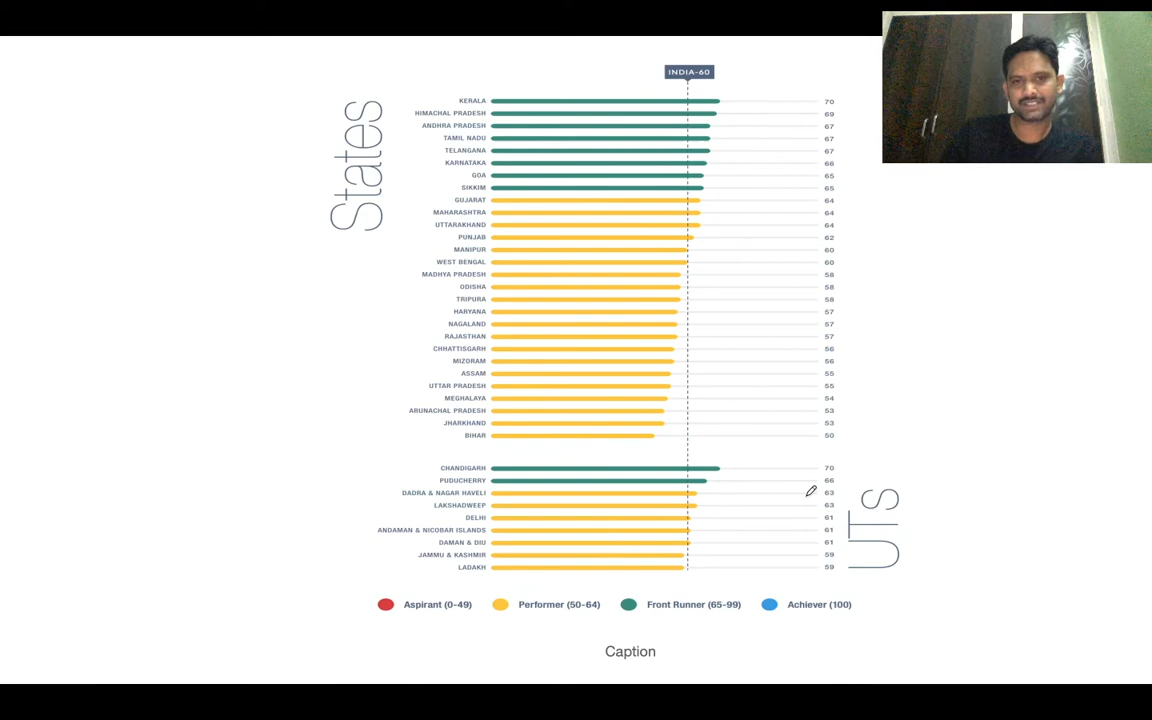 INDIA-60
States
KERALA 70
HIMACHAL PRADESH 69
ANDHRA PRADESH 67
TAMIL NADU 67
TELANGANA 67
KARNATAKA 66
GOA 65
SIKKIM 65
GUJARAT 64
MAHARASHTRA 64
UTTARAKHAND 64
PUNJAB 62
MANIPUR 60
WEST BENGAL 60
MADHYA PRADESH 58
ODISHA 58
TRIPURA 58
HARYANA 57
NAGALAND 57
RAJASTHAN 57
CHHATTISGARH 56
MIZORAM 56
ASSAM 55
UTTAR PRADESH 55
MEGHALAYA 54
ARUNACHAL PRADESH 53
JHARKHAND 53
BIHAR 50
UTs
CHANDIGARH 70
PUDUCHERRY 66
DADRA & NAGAR HAVELI 63
LAKSHADWEEP 63
DELHI 61
ANDAMAN & NICOBAR ISLANDS 61
DAMAN & DIU 61
JAMMU & KASHMIR 59
LADAKH 59
Aspirant (0-49) Performer (50-64) Front Runner (65-99) Achiever (100)
Caption